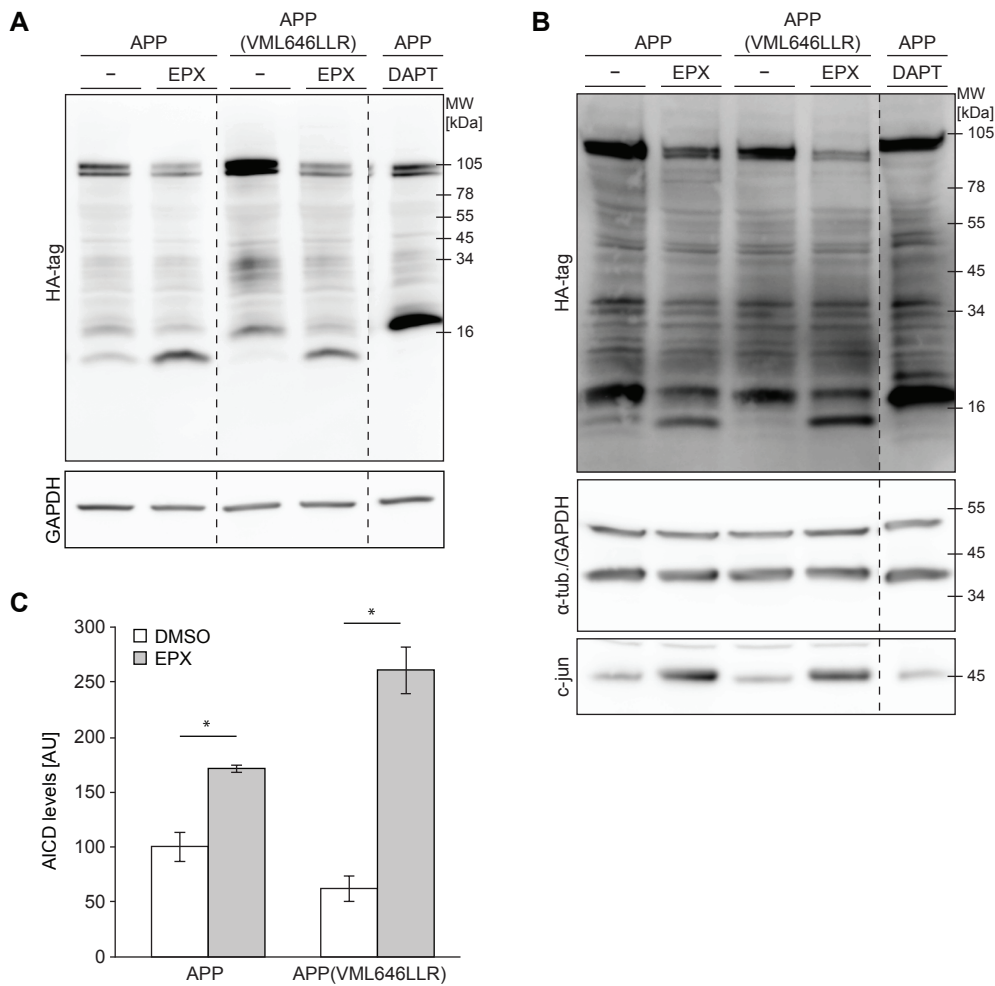 A
APP
APP
(VML646LLR)
APP
–
EPX
–
EPX
DAPT
MW
[kDa]
HA-tag
105
78
55
45
34
16
GAPDH
B
APP
APP
(VML646LLR)
APP
–
EPX
–
EPX
DAPT
MW
[kDa]
HA-tag
105
78
55
45
34
16
α-tub./GAPDH
55
45
34
c-jun
45
C
AICD levels [AU]
300
250
200
150
100
50
0
DMSO
EPX
*
*
APP
APP(VML646LLR)